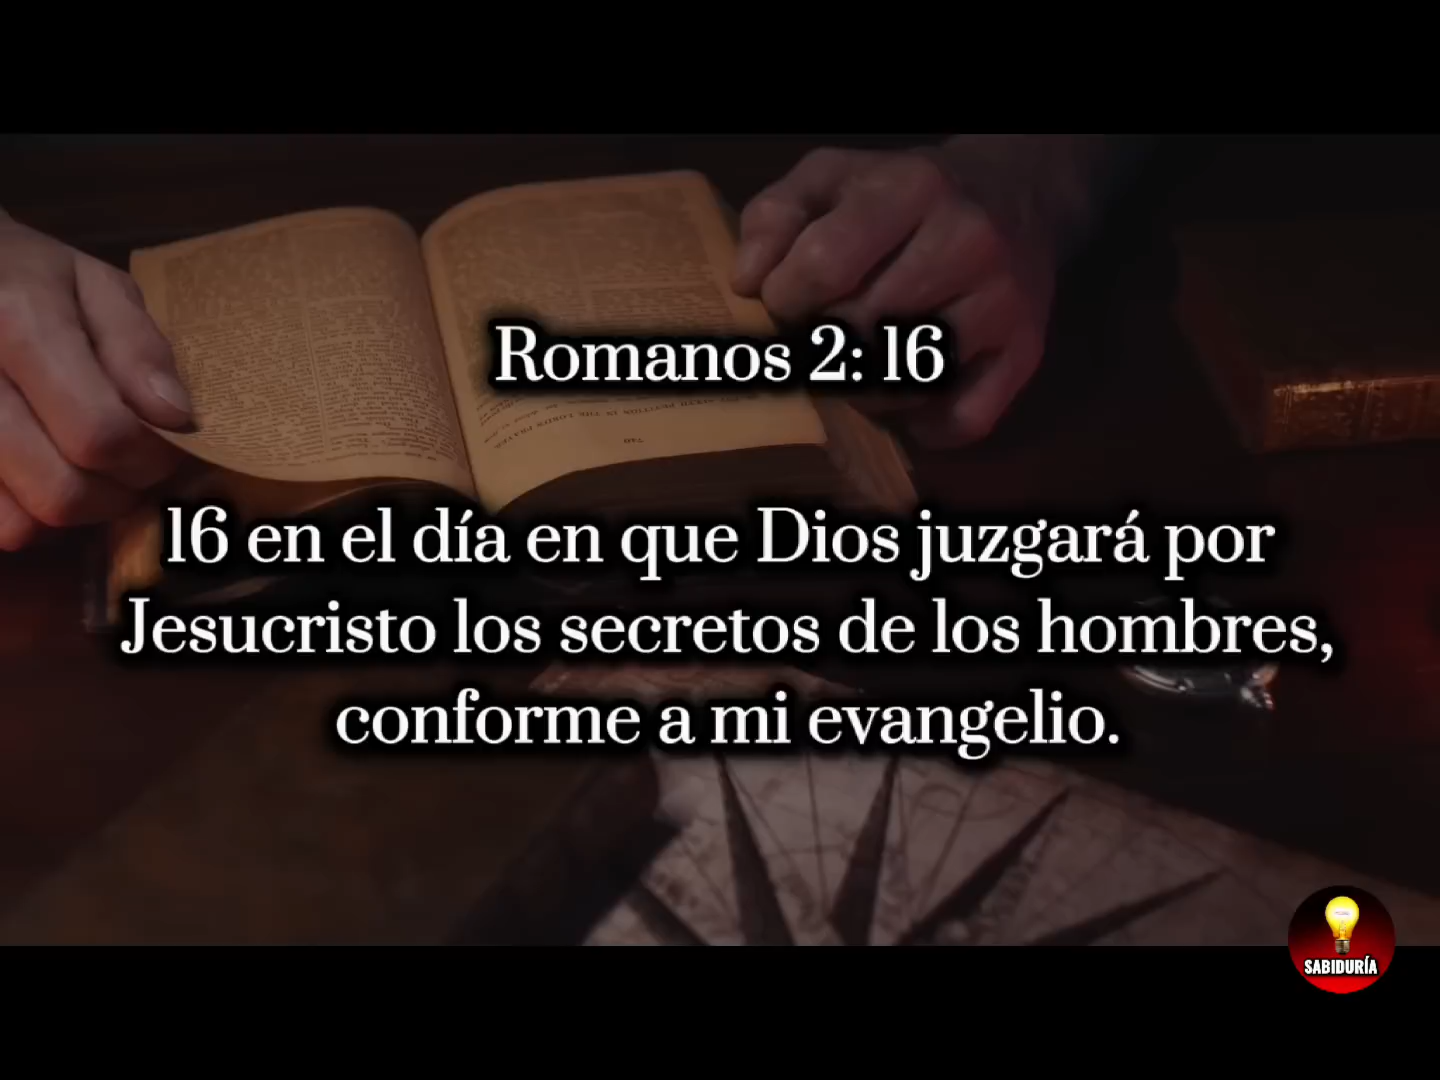 Romanos 2: 16
16 en el día en que Dios juzgará por
Jesucristo los secretos de los hombres,
conforme a mi evangelio.
SABIDURÍA